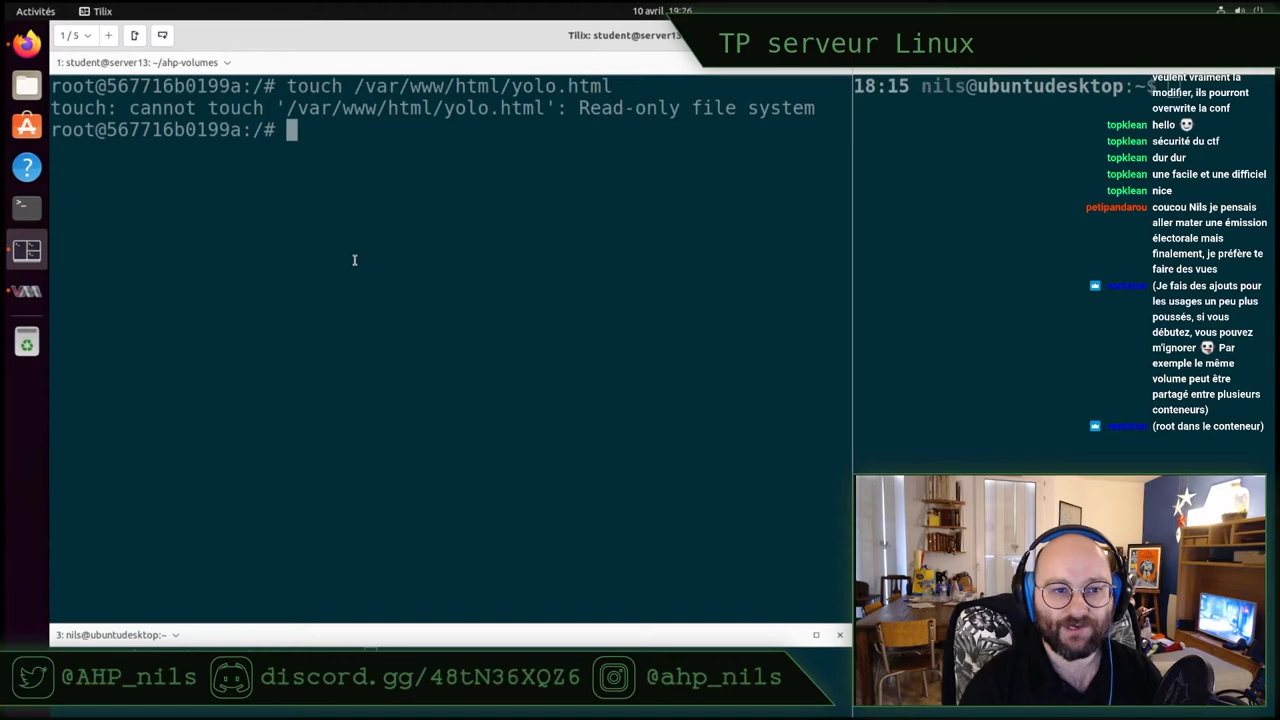 Activités Tilix 10 avril 19:26
TP serveur Linux
1 / 5 Tilix: student@server13
1: student@server13: ~/ahp-volumes
root@567716b0199a:/# touch /var/www/html/yolo.html
touch: cannot touch '/var/www/html/yolo.html': Read-only file system
root@567716b0199a:/#
18:15 nils@ubuntudesktop:~$
veulent vraiment la
modifier, ils pourront
overwrite la conf
topklean hello
topklean sécurité du ctf
topklean dur dur
topklean une facile et une difficiel
topklean nice
petipandarou coucou Nils je pensais
aller mater une émission
électorale mais
finalement, je préfère te
faire des vues
(Je fais des ajouts pour
les usages un peu plus
poussés, si vous
débutez, vous pouvez
m'ignorer Par
exemple le même
volume peut être
partagé entre plusieurs
conteneurs)
(root dans le conteneur)
3: nils@ubuntudesktop:~
@AHP_nils discord.gg/48tN36XQZ6 @ahp_nils